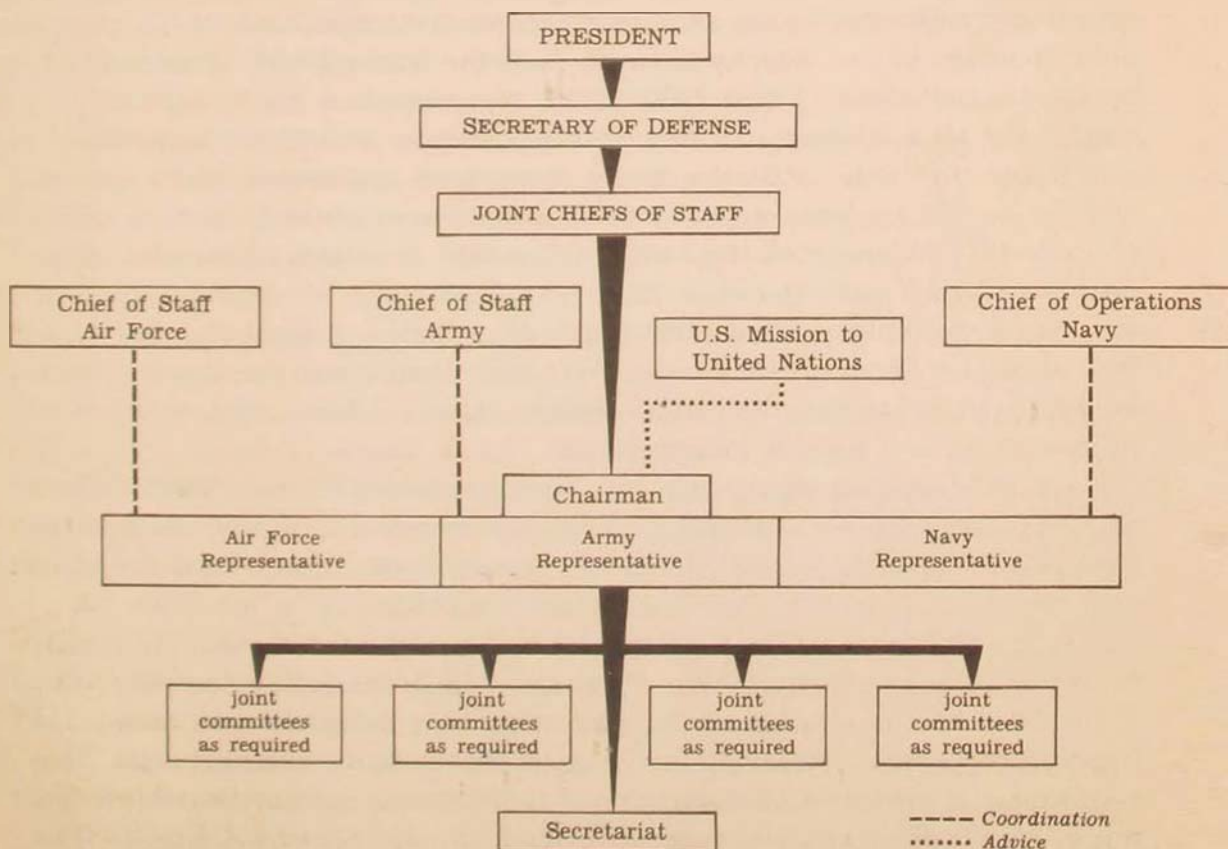 PRESIDENT
SECRETARY OF DEFENSE
JOINT CHIEFS OF STAFF
Chief of Staff
Air Force
Chief of Staff
Army
U.S. Mission to
United Nations
Chief of Operations
Navy
Chairman
Air Force
Representative
Army
Representative
Navy
Representative
joint
committees
as required
joint
committees
as required
joint
committees
as required
joint
committees
as required
Secretariat
Coordination
Advice